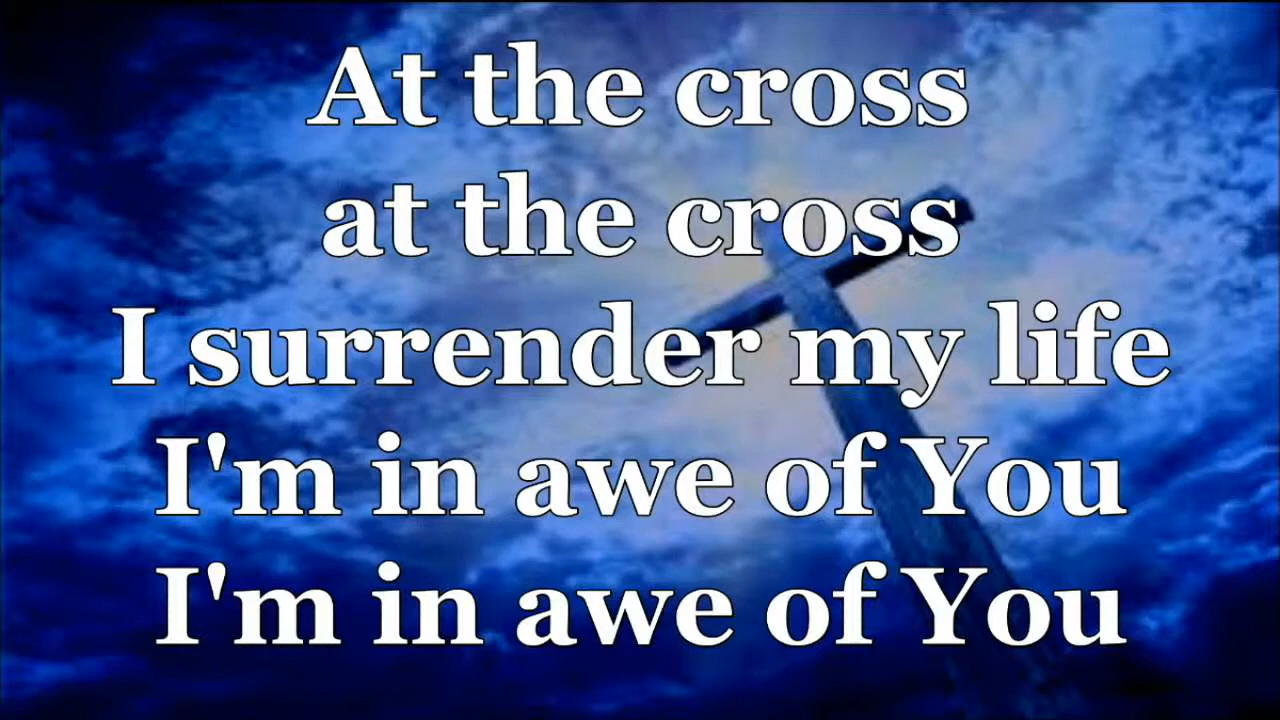 At the cross
at the cross
I surrender my life
I'm in awe of You
I'm in awe of You